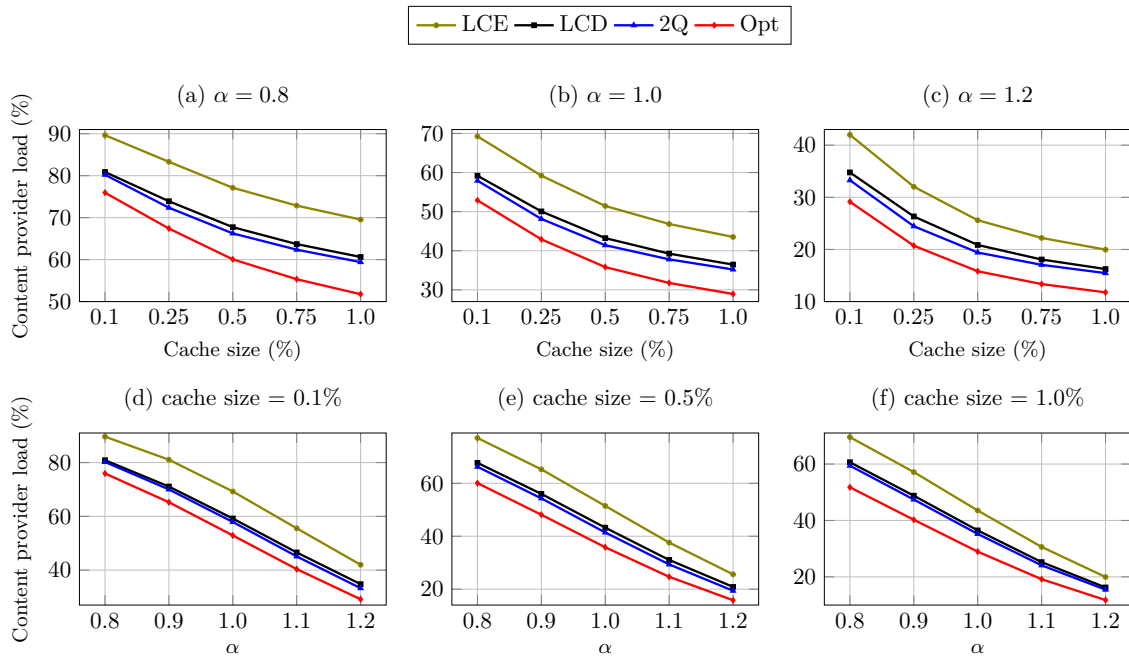 LCE LCD 2Q Opt
(a) α = 0.8
(b) α = 1.0
(c) α = 1.2
Content provider load (%)
90
80
70
60
50
0.1 0.25 0.5 0.75 1.0
Cache size (%)
70
60
50
40
30
0.1 0.25 0.5 0.75 1.0
Cache size (%)
40
30
20
10
0.1 0.25 0.5 0.75 1.0
Cache size (%)
(d) cache size = 0.1%
(e) cache size = 0.5%
(f) cache size = 1.0%
Content provider load (%)
80
60
40
0.8 0.9 1.0 1.1 1.2
α
60
40
20
0.8 0.9 1.0 1.1 1.2
α
60
40
20
0.8 0.9 1.0 1.1 1.2
α